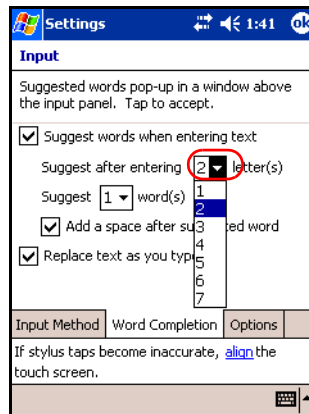 Settings 1:41 ok
Input
Suggested words pop-up in a window above
the input panel. Tap to accept.
Suggest words when entering text
Suggest after entering 2 letter(s)
Suggest 1 word(s) 1
2
Add a space after su ted word 3
4
Replace text as you typ 5
6
7
Input Method Word Completion Options
If stylus taps become inaccurate, align the
touch screen.